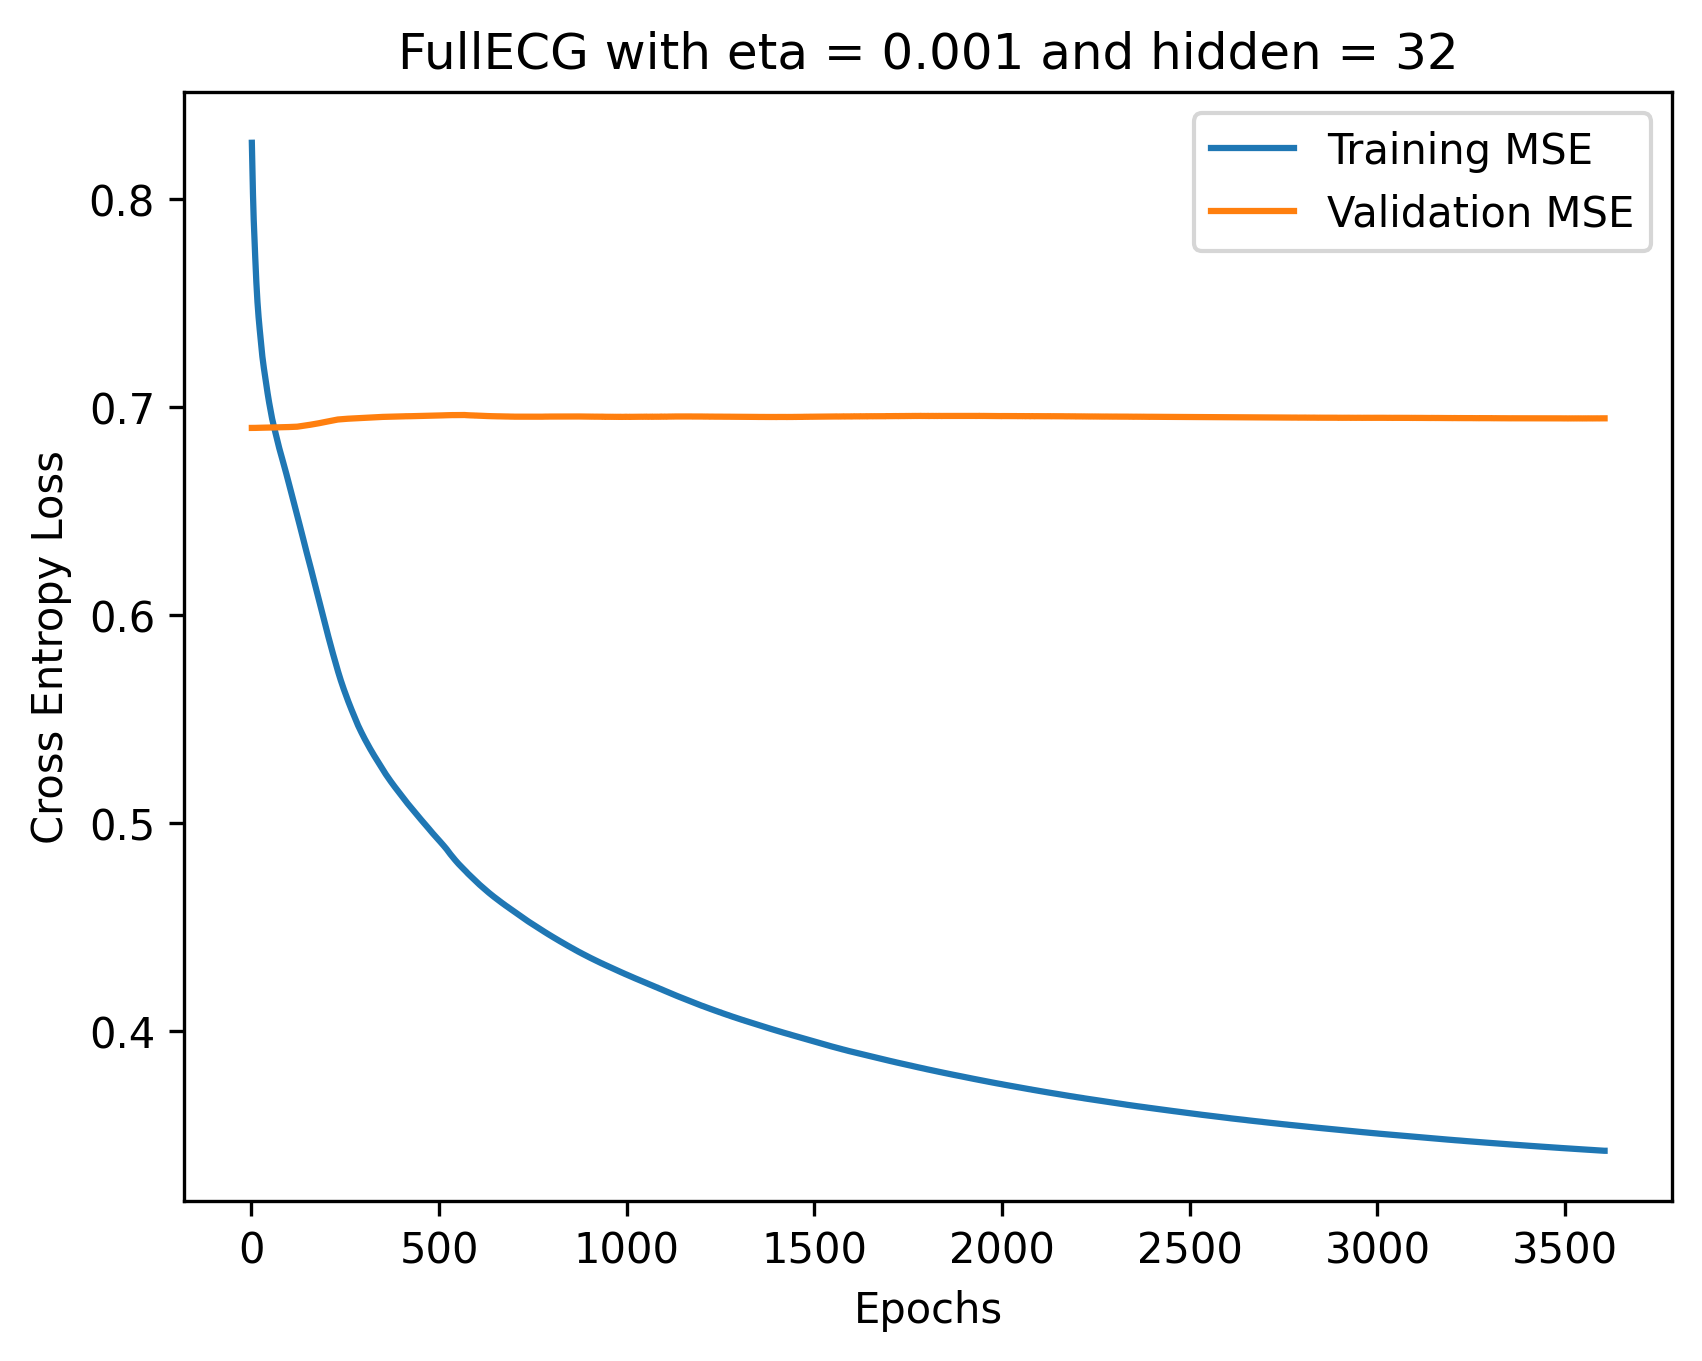 FullECG with eta = 0.001 and hidden = 32
Training MSE
Validation MSE
Cross Entropy Loss
0.8
0.7
0.6
0.5
0.4
0 500 1000 1500 2000 2500 3000 3500
Epochs